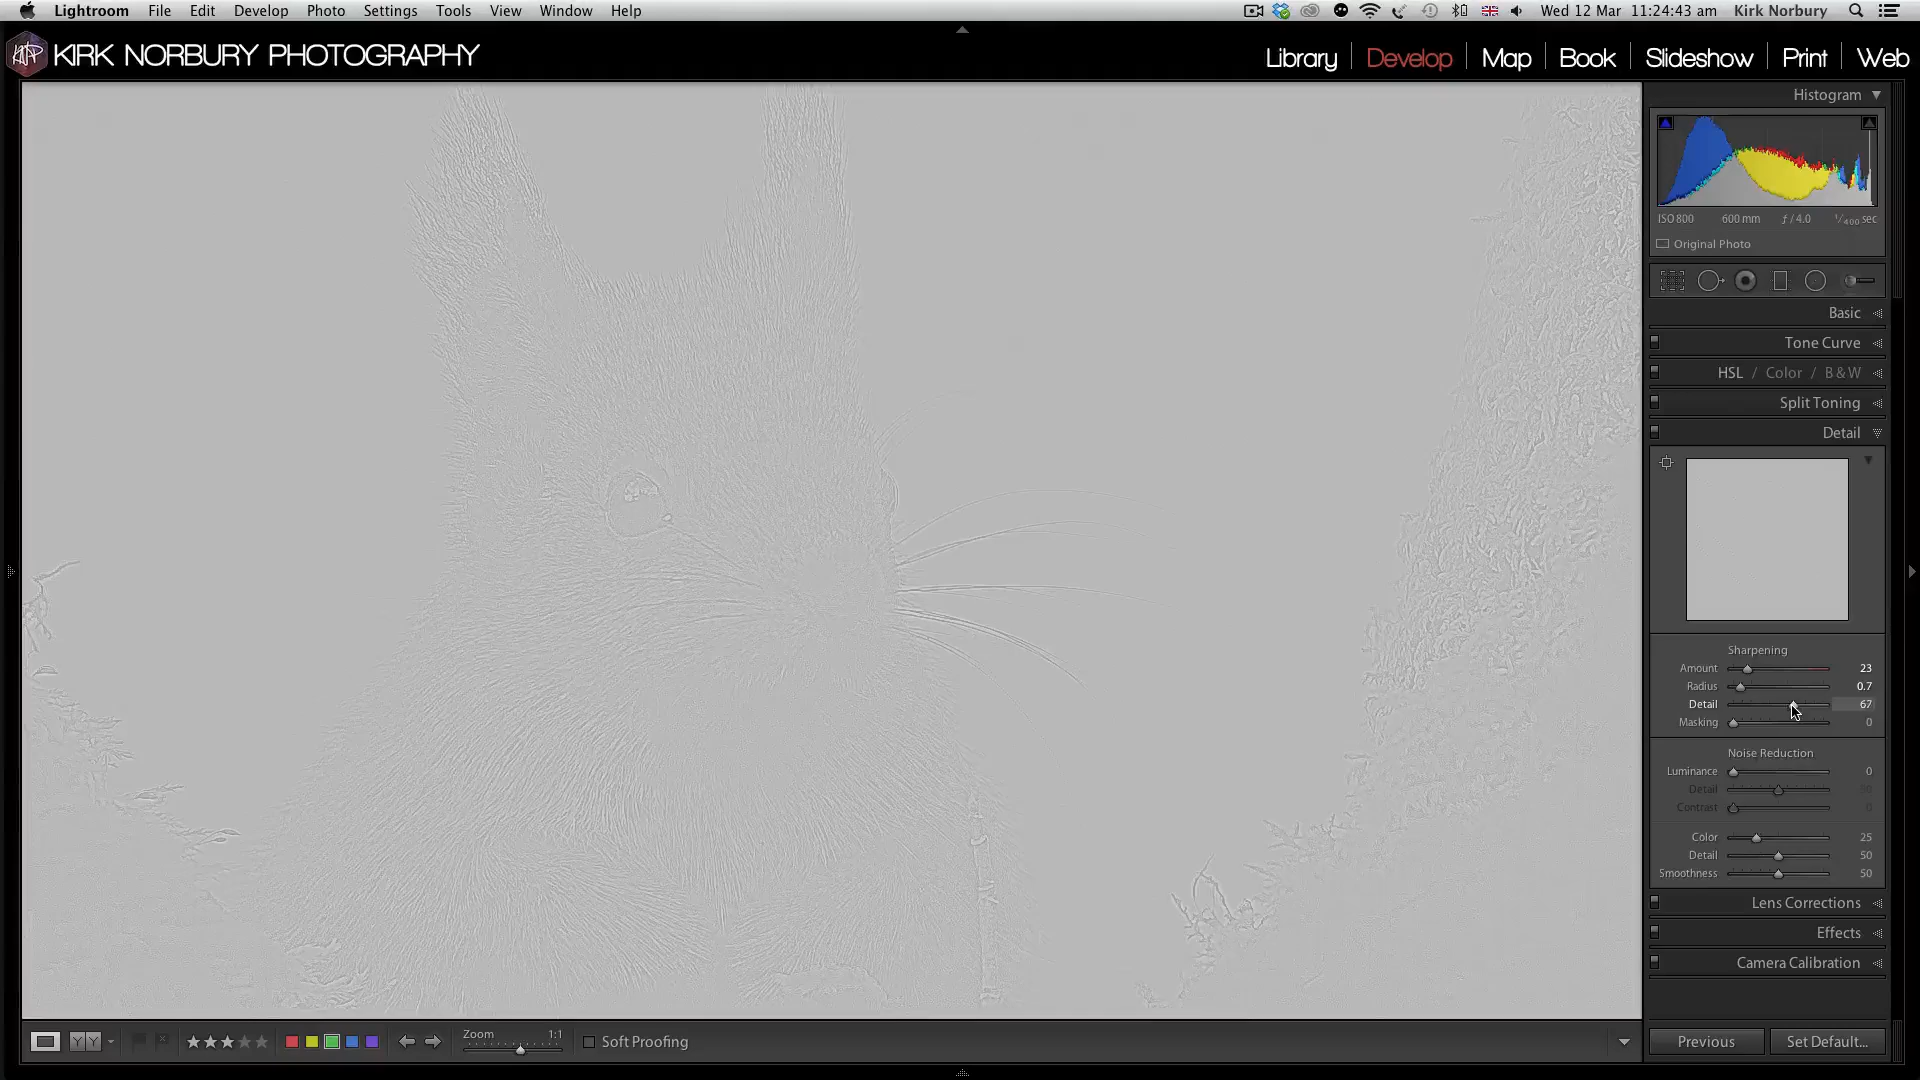 Lightroom File Edit Develop Photo Settings Tools View Window Help Wed 12 Mar 11:24:43 am Kirk Norbury
KIRK NORBURY PHOTOGRAPHY
Library Develop Map Book Slideshow Print Web
Histogram
ISO 800 600 mm ƒ / 4.0 1/400 sec
Original Photo
Basic
Tone Curve
HSL / Color / B & W
Split Toning
Detail
Sharpening
Amount 23
Radius 0.7
Detail 67
Masking 0
Noise Reduction
Luminance 0
Detail
Contrast 0
Color 25
Detail 50
Smoothness 50
Lens Corrections
Effects
Camera Calibration
Y Y Zoom 1:1 Soft Proofing
Previous Set Default...